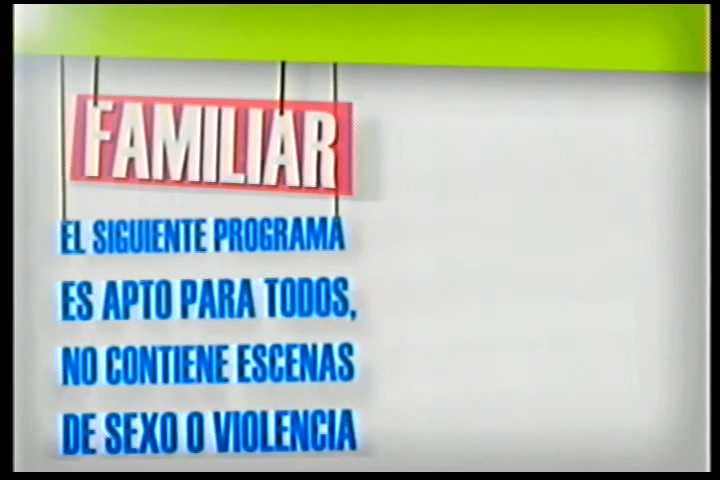 FAMILIAR
EL SIGUIENTE PROGRAMA
ES APTO PARA TODOS,
NO CONTIENE ESCENAS
DE SEXO O VIOLENCIA